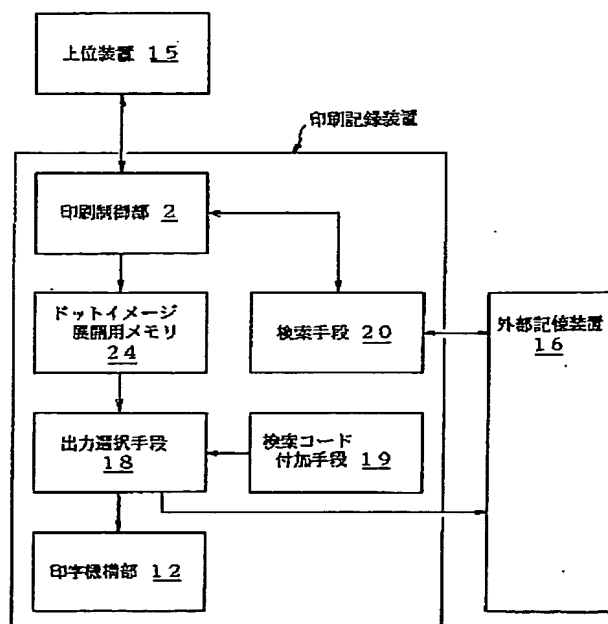 上位装置 15
印刷記録装置
印刷制御部 2
ドットイメージ
展開用メモリ
24
検索手段 20
外部記憶装置
16
出力選択手段
18
検索コード
付加手段 19
印字機構部 12